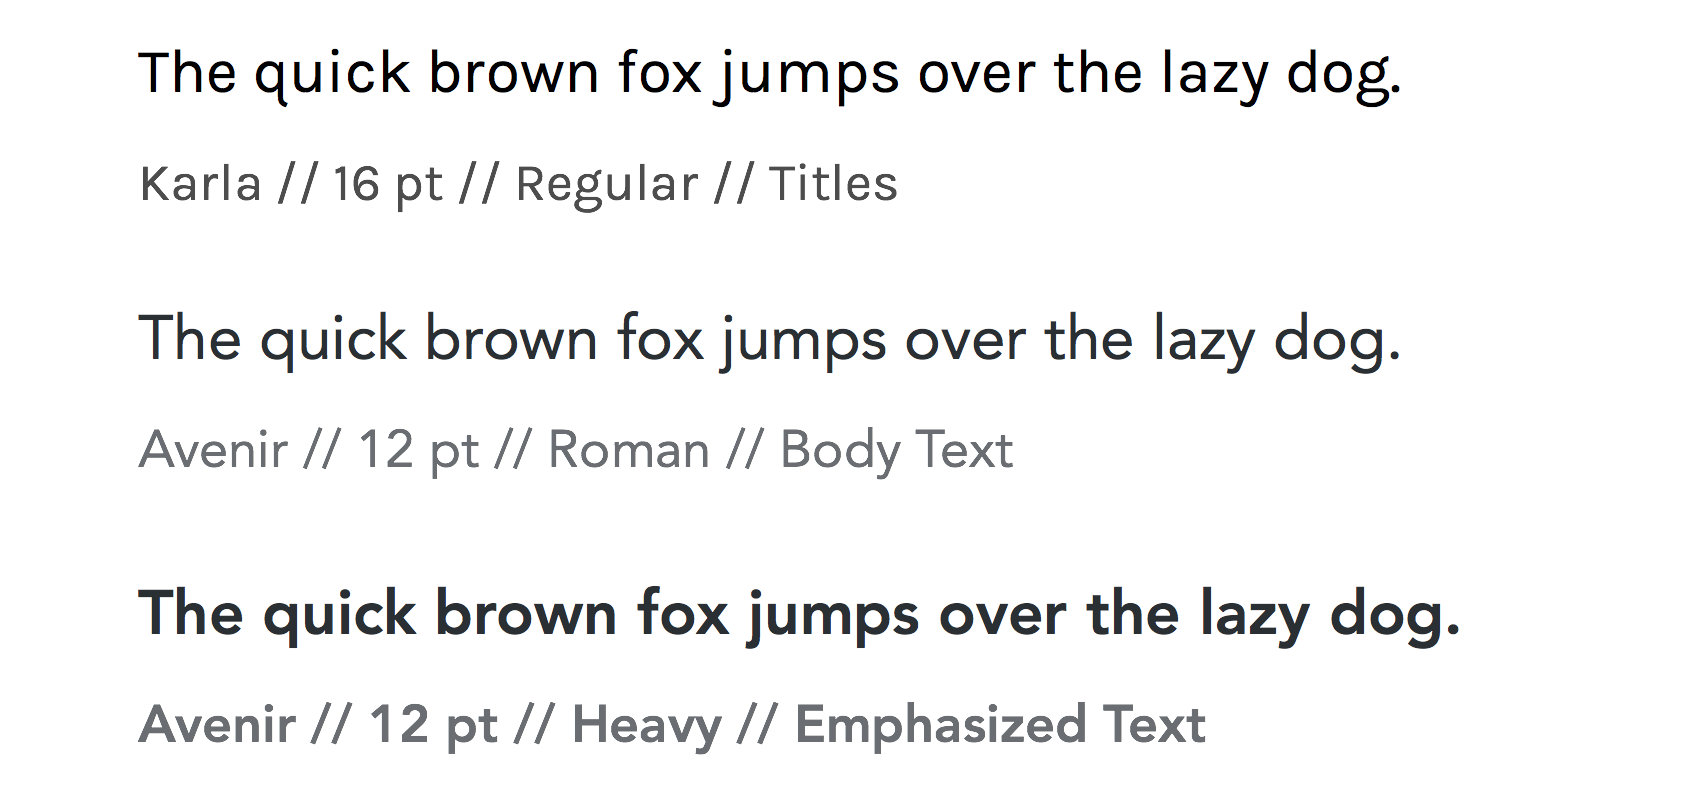 The quick brown fox jumps over the lazy dog.
Karla // 16 pt // Regular // Titles
The quick brown fox jumps over the lazy dog.
Avenir // 12 pt // Roman // Body Text
The quick brown fox jumps over the lazy dog.
Avenir // 12 pt // Heavy // Emphasized Text